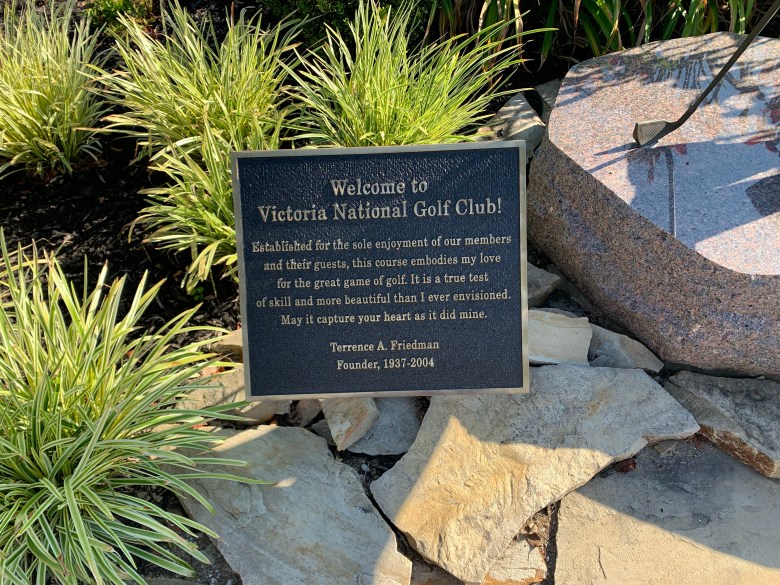 Welcome to
Victoria National Golf Club!
Established for the sole enjoyment of our members
and their guests, this course embodies my love
for the great game of golf. It is a true test
of skill and more beautiful than I ever envisioned.
May it capture your heart as it did mine.
Terrence A. Friedman
Founder, 1937-2004